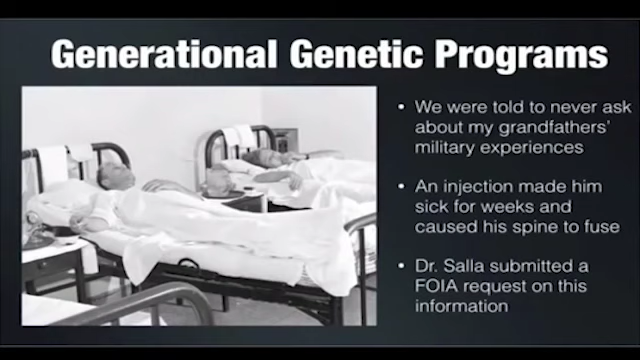 Generational Genetic Programs
• We were told to never ask
about my grandfathers'
military experiences
• An injection made him
sick for weeks and
caused his spine to fuse
• Dr. Salla submitted a
FOIA request on this
information